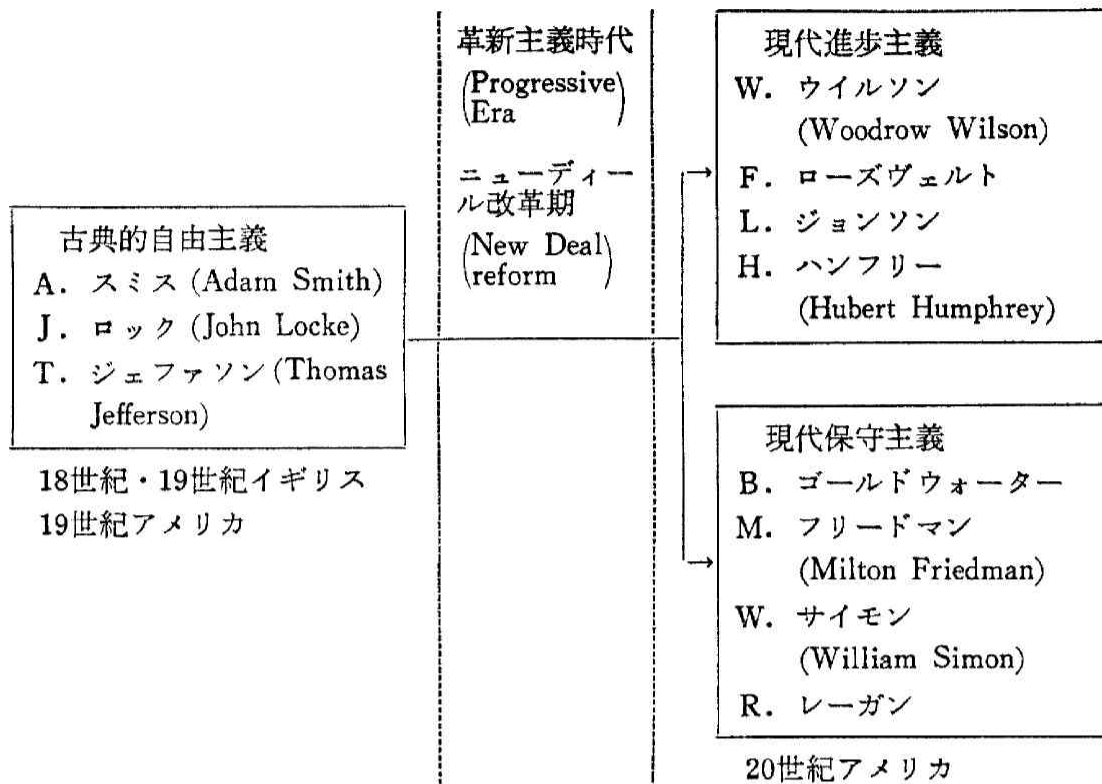 古典的自由主義
A. スミス (Adam Smith)
J. ロック (John Locke)
T. ジェファソン(Thomas
Jefferson)
18世紀・19世紀イギリス
19世紀アメリカ
革新主義時代
(Progressive
Era)
ニューディー
ル改革期
(New Deal
reform)
現代進歩主義
W. ウイルソン
(Woodrow Wilson)
F. ローズヴェルト
L. ジョンソン
H. ハンフリー
(Hubert Humphrey)
現代保守主義
B. ゴールドウォーター
M. フリードマン
(Milton Friedman)
W. サイモン
(William Simon)
R. レーガン
20世紀アメリカ